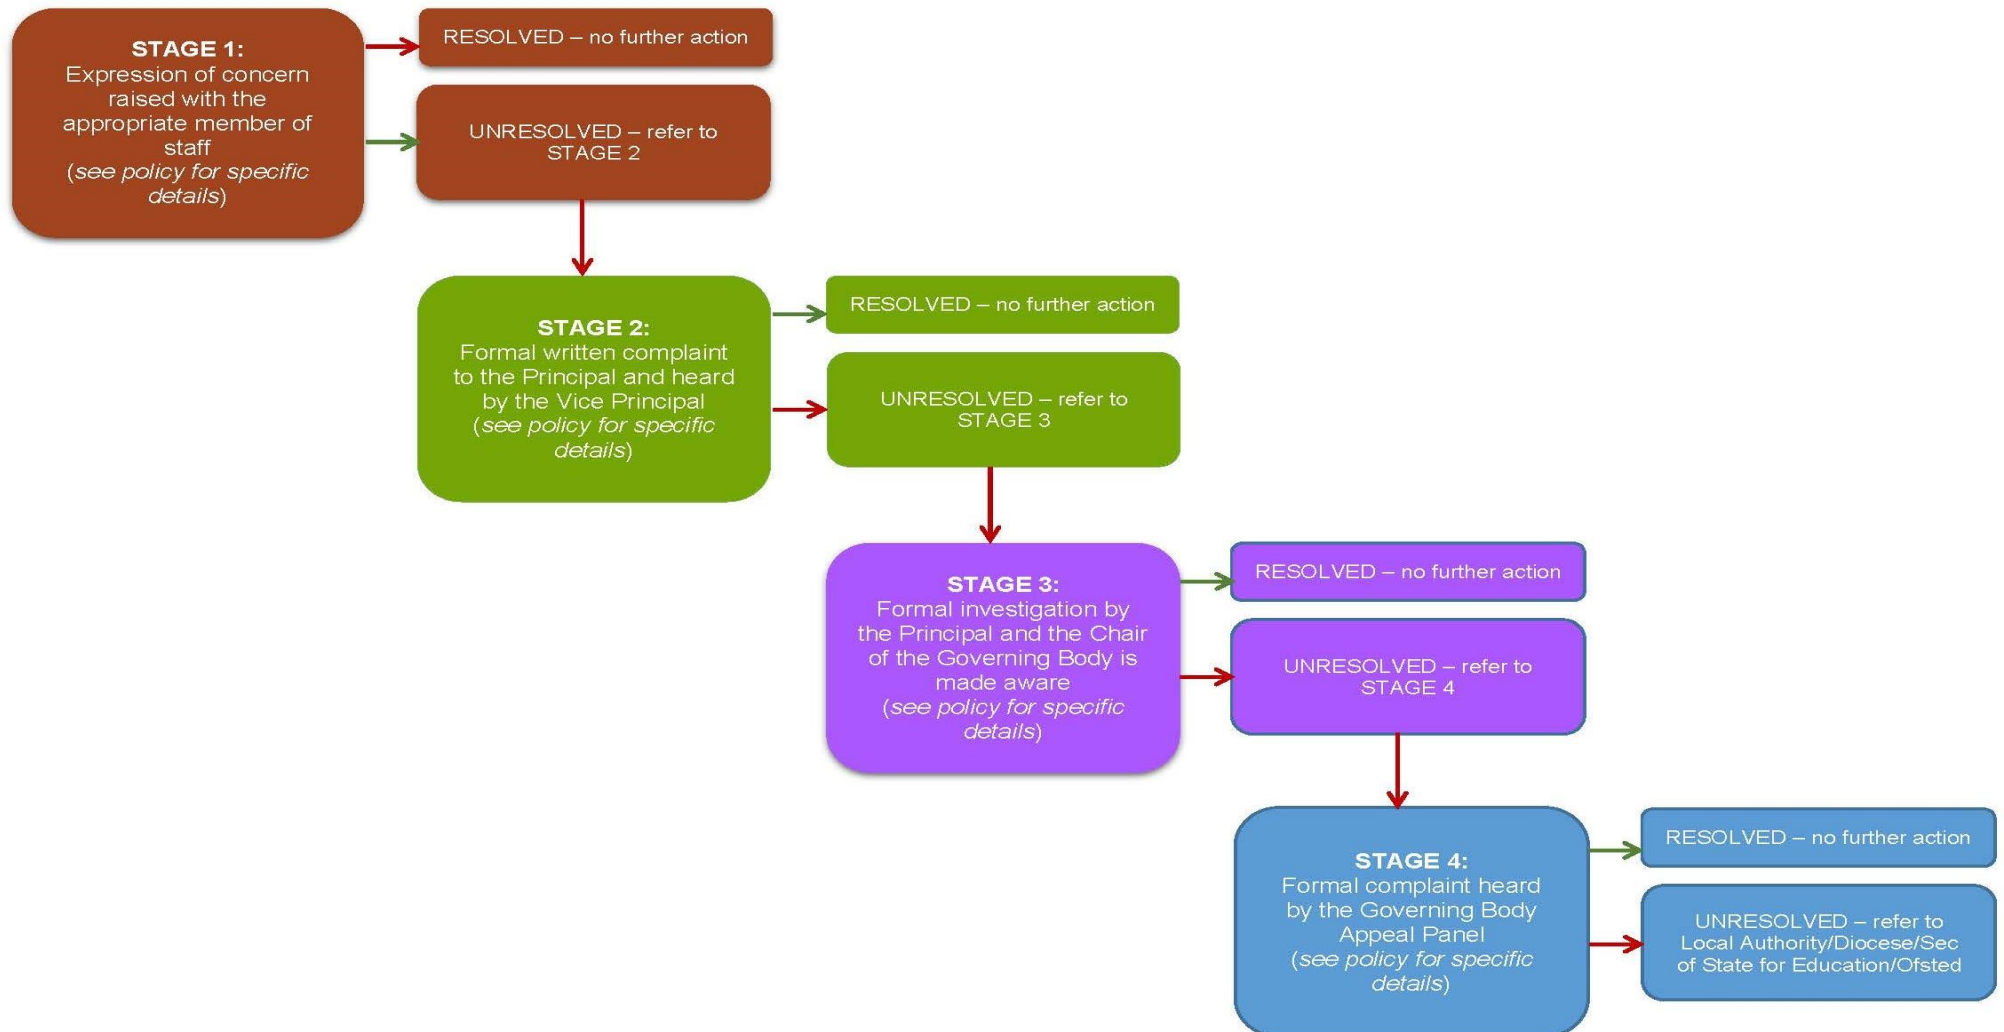 STAGE 1:
Expression of concern
raised with the
appropriate member of
staff
(see policy for specific
details)
RESOLVED – no further action
UNRESOLVED – refer to
STAGE 2
STAGE 2:
Formal written complaint
to the Principal and heard
by the Vice Principal
(see policy for specific
details)
RESOLVED – no further action
UNRESOLVED – refer to
STAGE 3
STAGE 3:
Formal investigation by
the Principal and the Chair
of the Governing Body is
made aware
(see policy for specific
details)
RESOLVED – no further action
UNRESOLVED – refer to
STAGE 4
STAGE 4:
Formal complaint heard
by the Governing Body
Appeal Panel
(see policy for specific
details)
RESOLVED – no further action
UNRESOLVED – refer to
Local Authority/Diocese/Sec
of State for Education/Ofsted